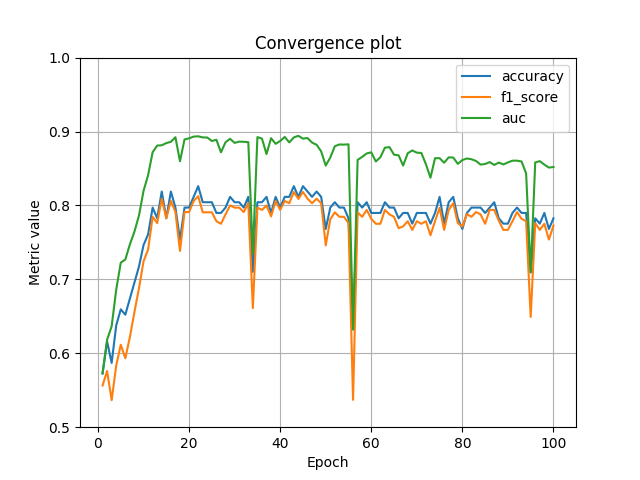 Convergence plot
1.0
0.9
0.8
0.7
0.6
0.5
Metric value
accuracy
f1_score
auc
0 20 40 60 80 100
Epoch